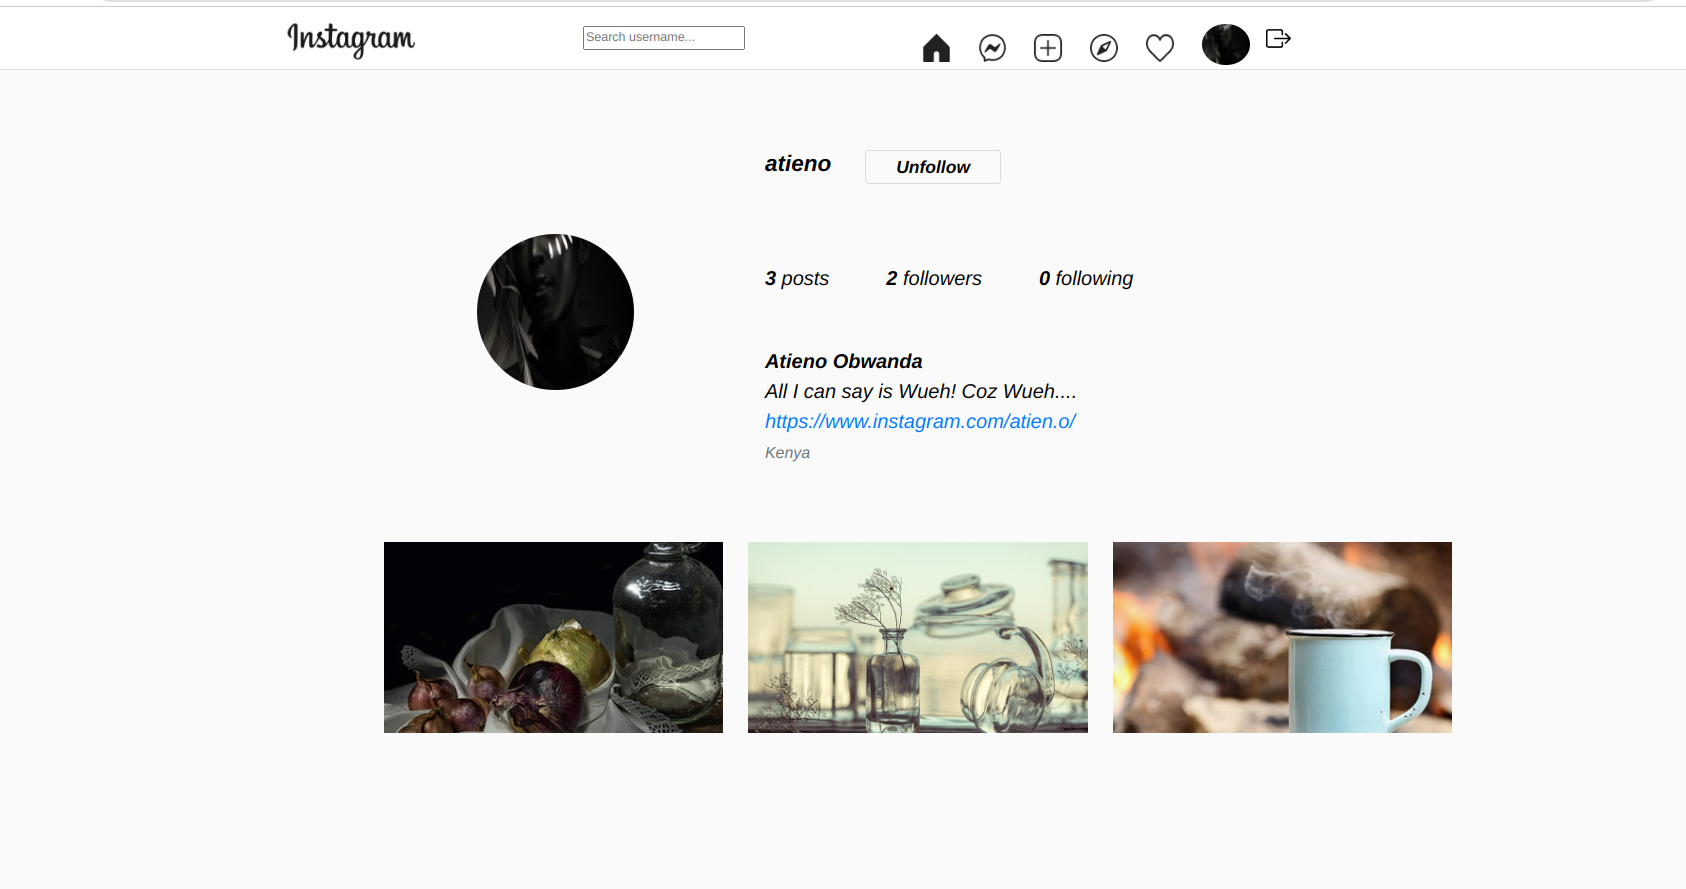 Instagram
Search username...
atieno
Unfollow
3 posts
2 followers
0 following
Atieno Obwanda
All I can say is Wueh! Coz Wueh....
https://www.instagram.com/atien.o/
Kenya